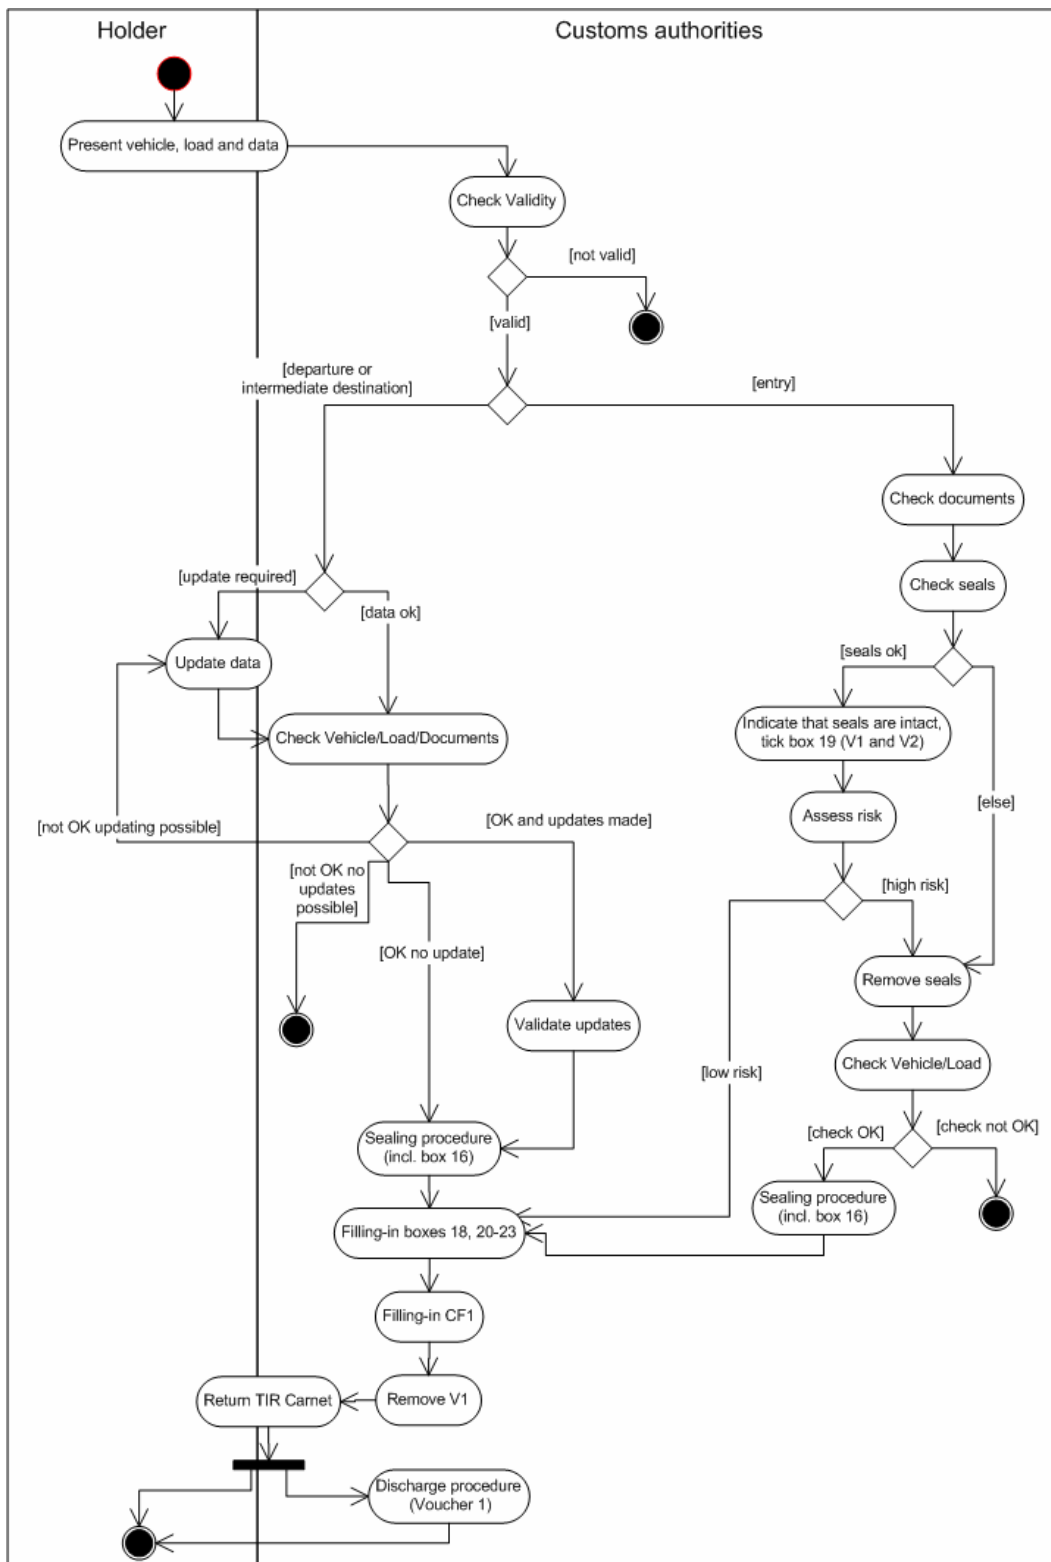 Holder
Customs authorities
Present vehicle, load and data
Check Validity
[not valid]
[valid]
[departure or
intermediate destination]
[entry]
Check documents
[update required]
[data ok]
Check seals
Update data
[seals ok]
Check Vehicle/Load/Documents
Indicate that seals are intact,
tick box 19 (V1 and V2)
[else]
Assess risk
[not OK updating possible]
[OK and updates made]
[not OK no
updates
possible]
[high risk]
[OK no update]
Remove seals
Validate updates
Check Vehicle/Load
[low risk]
[check OK]
[check not OK]
Sealing procedure
(incl. box 16)
Sealing procedure
(incl. box 16)
Filling-in boxes 18, 20-23
Filling-in CF1
Return TIR Carnet
Remove V1
Discharge procedure
(Voucher 1)